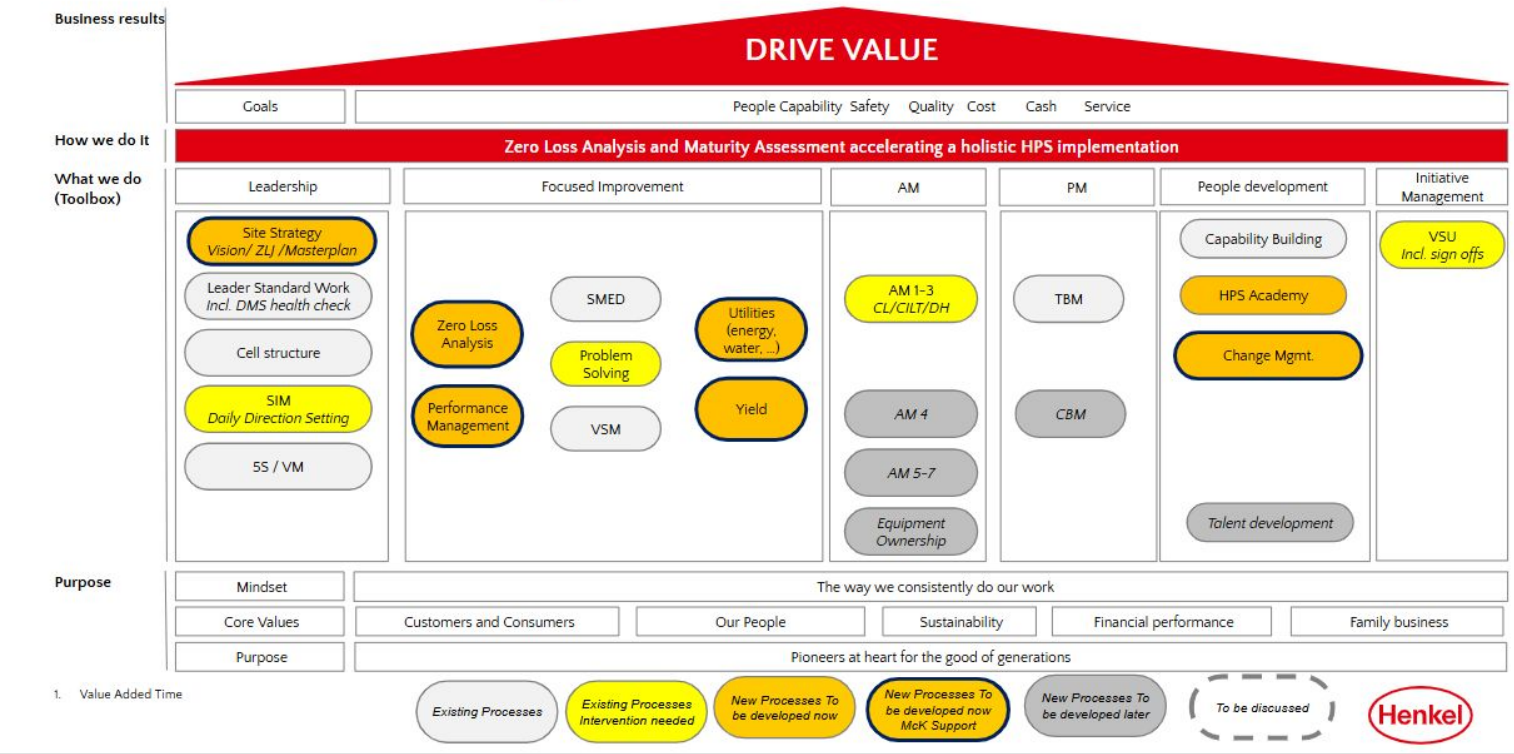 Business results
DRIVE VALUE
Goals
People Capability Safety Quality Cost Cash Service
How we do It
Zero Loss Analysis and Maturity Assessment accelerating a holistic HPS implementation
What we do
(Toolbox)
Leadership
Focused Improvement
AM
PM
People development
Initiative
Management
Site Strategy
Vision/ ZLJ /Masterplan
Leader Standard Work
Incl. DMS health check
Cell structure
SIM
Daily Direction Setting
5S / VM
Zero Loss
Analysis
Performance
Management
SMED
Problem
Solving
VSM
Utilities
(energy,
water, ...)
Yield
AM 1-3
CL/CILT/DH
AM 4
AM 5-7
Equipment
Ownership
TBM
CBM
Capability Building
HPS Academy
Change Mgmt.
Talent development
VSU
Incl. sign offs
Purpose
Mindset
The way we consistently do our work
Core Values
Customers and Consumers
Our People
Sustainability
Financial performance
Family business
Purpose
Pioneers at heart for the good of generations
1. Value Added Time
Existing Processes
Existing Processes
Intervention needed
New Processes To
be developed now
New Processes To
be developed now
McK Support
New Processes To
be developed later
To be discussed
Henkel